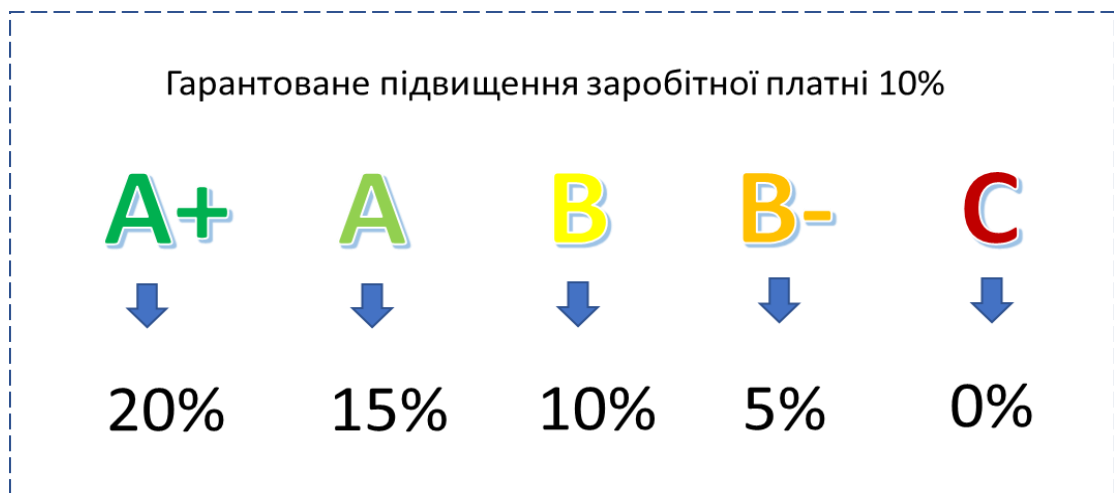 Гарантоване підвищення заробітної платні 10%
A+ A B B- C
20% 15% 10% 5% 0%